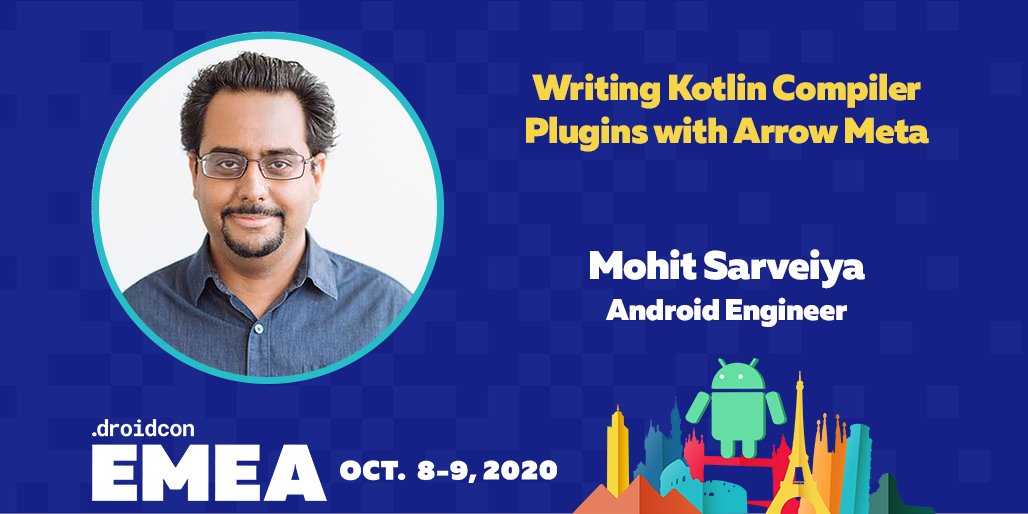 Writing Kotlin Compiler
Plugins with Arrow Meta
Mohit Sarveiya
Android Engineer
.droidcon
EMEA
OCT. 8-9, 2020